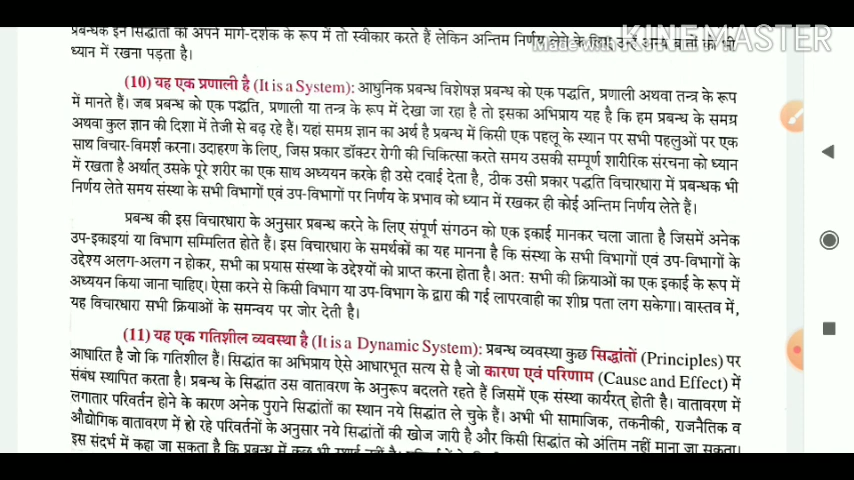 प्रबन्धक इन सिद्धांतों को अपने मार्ग-दर्शक के रूप में तो स्वीकार करते हैं लेकिन अन्तिम निर्णय लेने के लिए उन्हें अन्य बातों को भी
Made with KINEMASTER
ध्यान में रखना पड़ता है।
(10) यह एक प्रणाली है (It is a System): आधुनिक प्रबन्ध विशेषज्ञ प्रबन्ध को एक पद्धति, प्रणाली अथवा तन्त्र के रूप
में मानते हैं। जब प्रबन्ध को एक पद्धति, प्रणाली या तन्त्र के रूप में देखा जा रहा है तो इसका अभिप्राय यह है कि हम प्रबन्ध के समग्र
अथवा कुल ज्ञान की दिशा में तेजी से बढ़ रहे हैं। यहां समग्र ज्ञान का अर्थ है प्रबन्ध में किसी एक पहलू के स्थान पर सभी पहलुओं पर एक
साथ विचार-विमर्श करना। उदाहरण के लिए, जिस प्रकार डॉक्टर रोगी की चिकित्सा करते समय उसकी सम्पूर्ण शारीरिक संरचना को ध्यान
में रखता है अर्थात् उसके पूरे शरीर का एक साथ अध्ययन करके ही उसे दवाई देता है, ठीक उसी प्रकार पद्धति विचारधारा में प्रबन्धक भी
निर्णय लेते समय संस्था के सभी विभागों एवं उप-विभागों पर निर्णय के प्रभाव को ध्यान में रखकर ही कोई अन्तिम निर्णय लेते हैं।
प्रबन्ध की इस विचारधारा के अनुसार प्रबन्ध करने के लिए संपूर्ण संगठन को एक इकाई मानकर चला जाता है जिसमें अनेक
उप-इकाइयां या विभाग सम्मिलित होते हैं। इस विचारधारा के समर्थकों का यह मानना है कि संस्था के सभी विभागों एवं उप-विभागों के
उद्देश्य अलग-अलग न होकर, सभी का प्रयास संस्था के उद्देश्यों को प्राप्त करना होता है। अतः सभी की क्रियाओं का एक इकाई के रूप में
अध्ययन किया जाना चाहिए। ऐसा करने से किसी विभाग या उप-विभाग के द्वारा की गई लापरवाही का शीघ्र पता लग सकेगा। वास्तव में,
यह विचारधारा सभी क्रियाओं के समन्वय पर जोर देती है।
(11) यह एक गतिशील व्यवस्था है (It is a Dynamic System): प्रबन्ध व्यवस्था कुछ सिद्धांतों (Principles) पर
आधारित है जो कि गतिशील हैं। सिद्धांत का अभिप्राय ऐसे आधारभूत सत्य से है जो कारण एवं परिणाम (Cause and Effect) में
संबंध स्थापित करता है। प्रबन्ध के सिद्धांत उस वातावरण के अनुरूप बदलते रहते हैं जिसमें एक संस्था कार्यरत् होती है। वातावरण में
लगातार परिवर्तन होने के कारण अनेक पुराने सिद्धांतों का स्थान नये सिद्धांत ले चुके हैं। अभी भी सामाजिक, तकनीकी, राजनैतिक व
औद्योगिक वातावरण में हो रहे परिवर्तनों के अनुसार नये सिद्धांतों की खोज जारी है और किसी सिद्धांत को अंतिम नहीं माना जा सकता।
इस संदर्भ में कहा जा सकता है कि प्रबन्ध में कुछ भी स्थाई नहीं है।